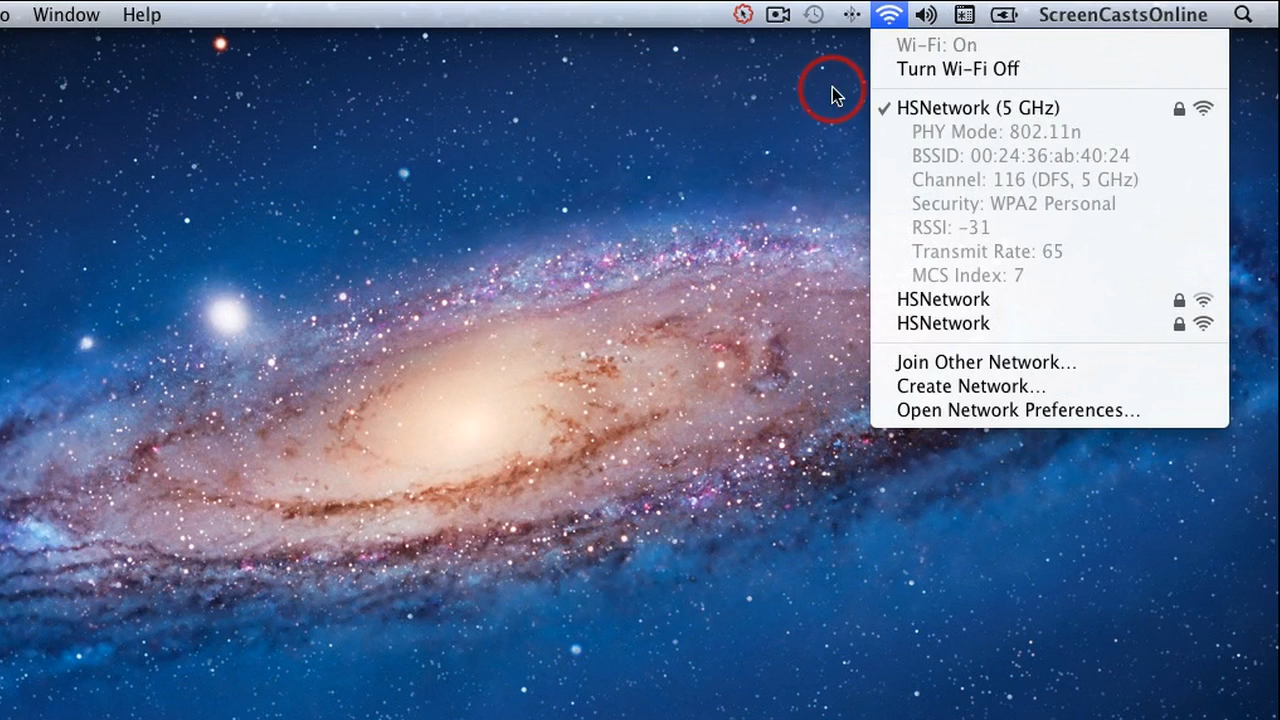 o Window Help ScreenCastsOnline
Wi-Fi: On
Turn Wi-Fi Off
HSNetwork (5 GHz)
PHY Mode: 802.11n
BSSID: 00:24:36:ab:40:24
Channel: 116 (DFS, 5 GHz)
Security: WPA2 Personal
RSSI: -31
Transmit Rate: 65
MCS Index: 7
HSNetwork
HSNetwork
Join Other Network...
Create Network...
Open Network Preferences...